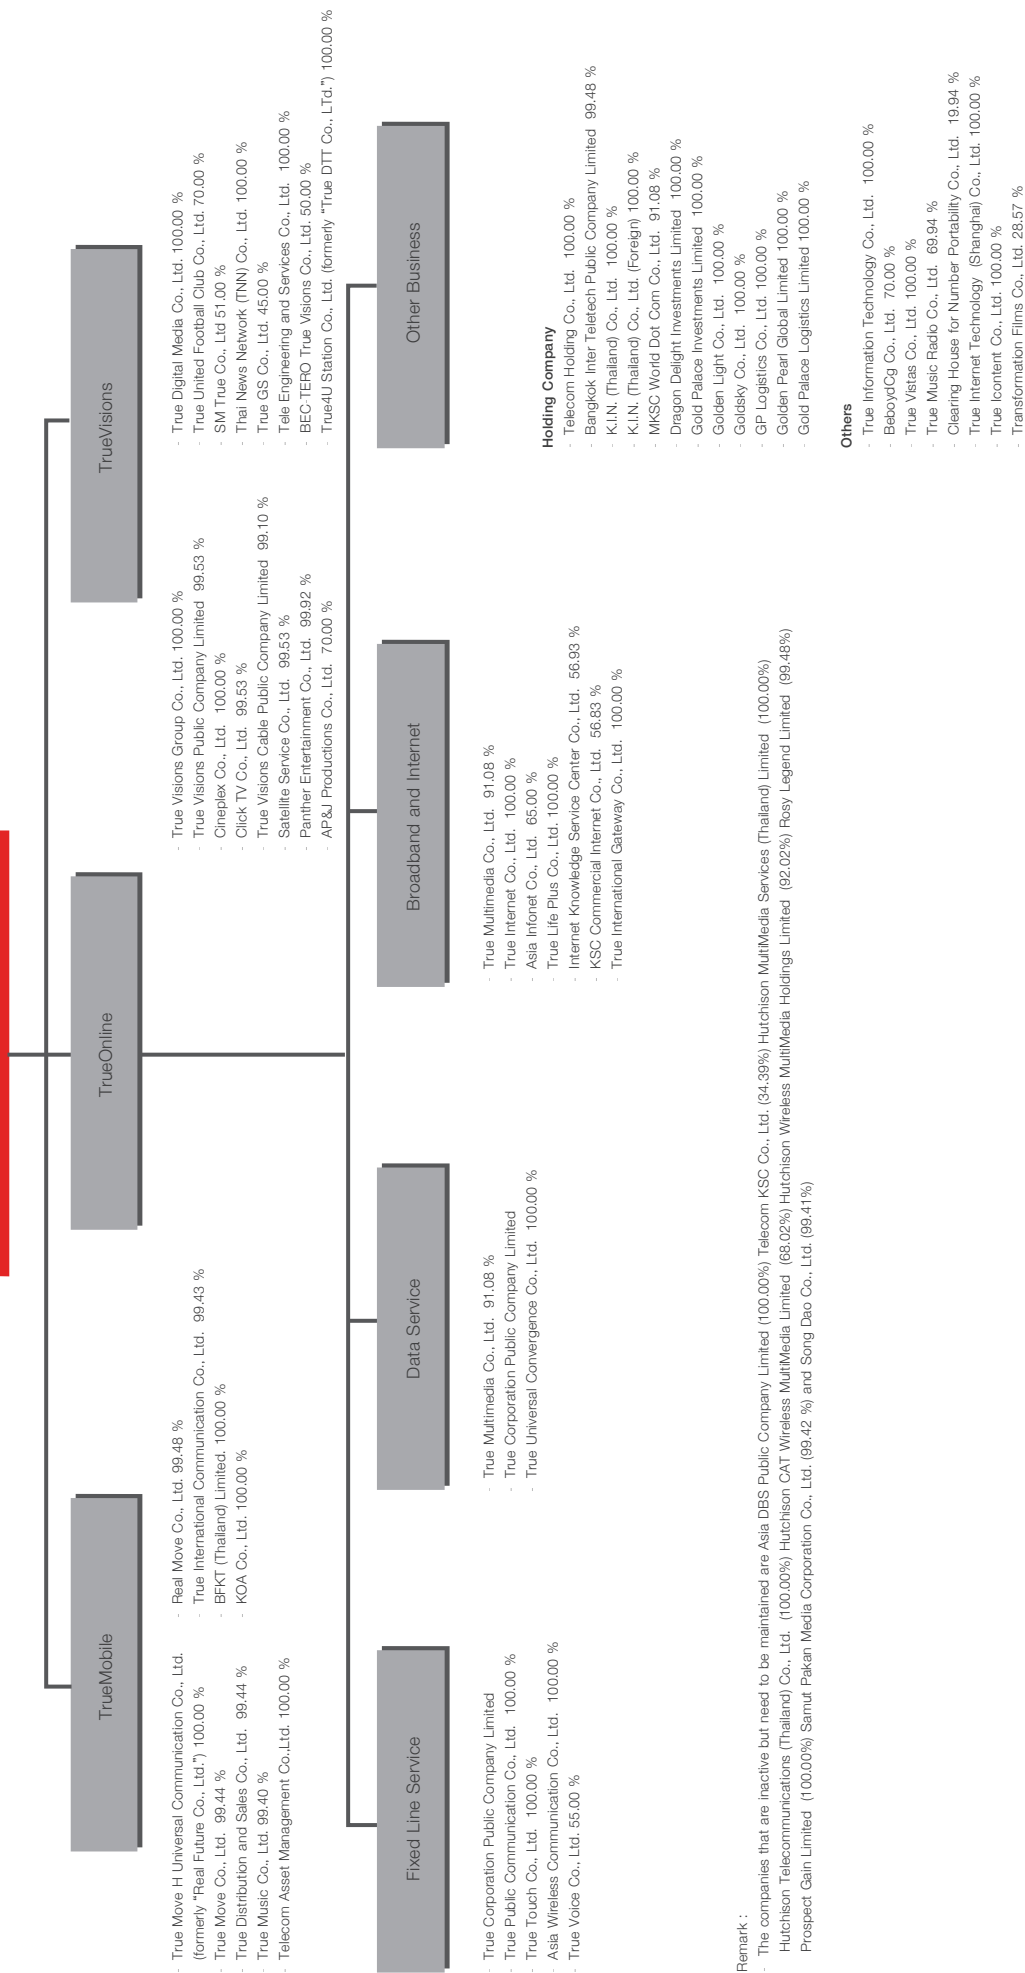 TrueMobile
- True Move H Universal Communication Co., Ltd.
(formerly “Real Future Co., Ltd.”) 100.00 %
- True Move Co., Ltd.  99.44 %
- True Distribution and Sales Co., Ltd.  99.44 %
- True Music Co., Ltd. 99.40 %
- Telecom Asset Management Co.,Ltd. 100.00 %
- Real Move Co., Ltd. 99.48 %
- True International Communication Co., Ltd.  99.43 %
- BFKT (Thailand) Limited. 100.00 %
- KOA Co., Ltd. 100.00 %
TrueOnline
TrueVisions
- True Visions Group Co., Ltd. 100.00 %
- True Visions Public Company Limited  99.53 %
- Cineplex Co., Ltd.  100.00 %
- Click TV Co., Ltd.  99.53 %
- True Visions Cable Public Company Limited  99.10 %
- Satellite Service Co., Ltd.  99.53 %
- Panther Entertainment Co., Ltd.  99.92 %
- AP&J Productions Co., Ltd.  70.00 %
- True Digital Media Co., Ltd. 100.00 %
- True United Football Club Co., Ltd. 70.00 %
- SM True Co., Ltd 51.00 %
- Thai News Network (TNN) Co., Ltd. 100.00 %
- True GS Co., Ltd. 45.00 %
- Tele Engineering and Services Co., Ltd.  100.00 %
- BEC-TERO True Visions Co., Ltd. 50.00 %
- True4U Station Co., Ltd. (formerly “True DTT Co., LTd.”) 100.00 %
Fixed Line Service
- True Corporation Public Company Limited
- True Public Communication Co., Ltd.  100.00 %
- True Touch Co., Ltd.  100.00 %
- Asia Wireless Communication Co., Ltd.  100.00 %
- True Voice Co., Ltd. 55.00 %
Data Service
- True Multimedia Co., Ltd.  91.08 %
- True Corporation Public Company Limited
- True Universal Convergence Co., Ltd.  100.00 %
Broadband and Internet
- True Multimedia Co., Ltd.  91.08 %
- True Internet Co., Ltd.  100.00 %
- Asia Infonet Co., Ltd.  65.00 %
- True Life Plus Co., Ltd. 100.00 %
- Internet Knowledge Service Center Co., Ltd.  56.93 %
- KSC Commercial Internet Co., Ltd.  56.83 %
- True International Gateway Co., Ltd.  100.00 %
Other Business
Holding Company
- Telecom Holding Co., Ltd.  100.00 %
- Bangkok Inter Teletech Public Company Limited  99.48 %
- K.I.N. (Thailand) Co., Ltd.  100.00 %
- K.I.N. (Thailand) Co., Ltd. (Foreign) 100.00 %
- MKSC World Dot Com Co., Ltd.  91.08 %
- Dragon Delight Investments Limited  100.00 %
- Gold Palace Investments Limited  100.00 %
- Golden Light Co., Ltd.  100.00 %
- Goldsky Co., Ltd.  100.00 %
- GP Logistics Co., Ltd. 100.00 %
- Golden Pearl Global Limited 100.00 %
- Gold Palace Logistics Limited 100.00 %
Others
- True Information Technology Co., Ltd.  100.00 %
- BeboydCg Co., Ltd.  70.00 %
- True Vistas Co., Ltd. 100.00 %
- True Music Radio Co., Ltd.  69.94 %
- Clearing House for Number Portability Co., Ltd.  19.94 %
- True Internet Technology  (Shanghai) Co., Ltd. 100.00 %
- True Icontent Co., Ltd. 100.00 %
- Transformation Films Co., Ltd. 28.57 %
Remark :
- The companies that are inactive but need to be maintained are Asia DBS Public Company Limited (100.00%) Telecom KSC Co., Ltd. (34.39%) Hutchison MultiMedia Services (Thailand) Limited  (100.00%)
Hutchison Telecommunications (Thailand) Co., Ltd.  (100.00%) Hutchison CAT Wireless MultiMedia Limited  (68.02%) Hutchison Wireless MultiMedia Holdings Limited  (92.02%) Rosy Legend Limited  (99.48%)
Prospect Gain Limited  (100.00%) Samut Pakan Media Corporation Co., Ltd. (99.42 %) and Song Dao Co., Ltd. (99.41%)